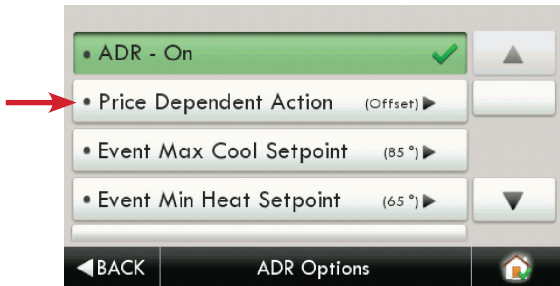 • ADR - On
• Price Dependent Action (Offset)
• Event Max Cool Setpoint (85°)
• Event Min Heat Setpoint (65°)
BACK ADR Options